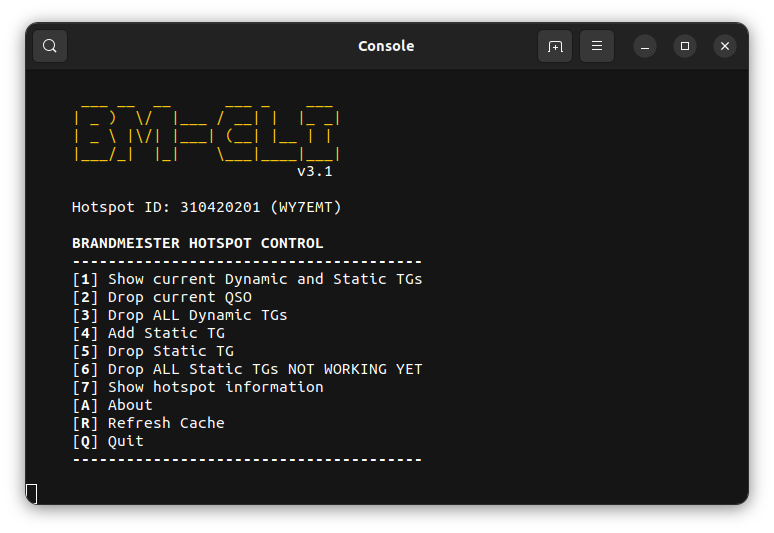 Console
BM-CLI
v3.1
Hotspot ID: 310420201 (WY7EMT)
BRANDMEISTER HOTSPOT CONTROL
---------------------------------------
[1] Show current Dynamic and Static TGs
[2] Drop current QSO
[3] Drop ALL Dynamic TGs
[4] Add Static TG
[5] Drop Static TG
[6] Drop ALL Static TGs NOT WORKING YET
[7] Show hotspot information
[A] About
[R] Refresh Cache
[Q] Quit
---------------------------------------